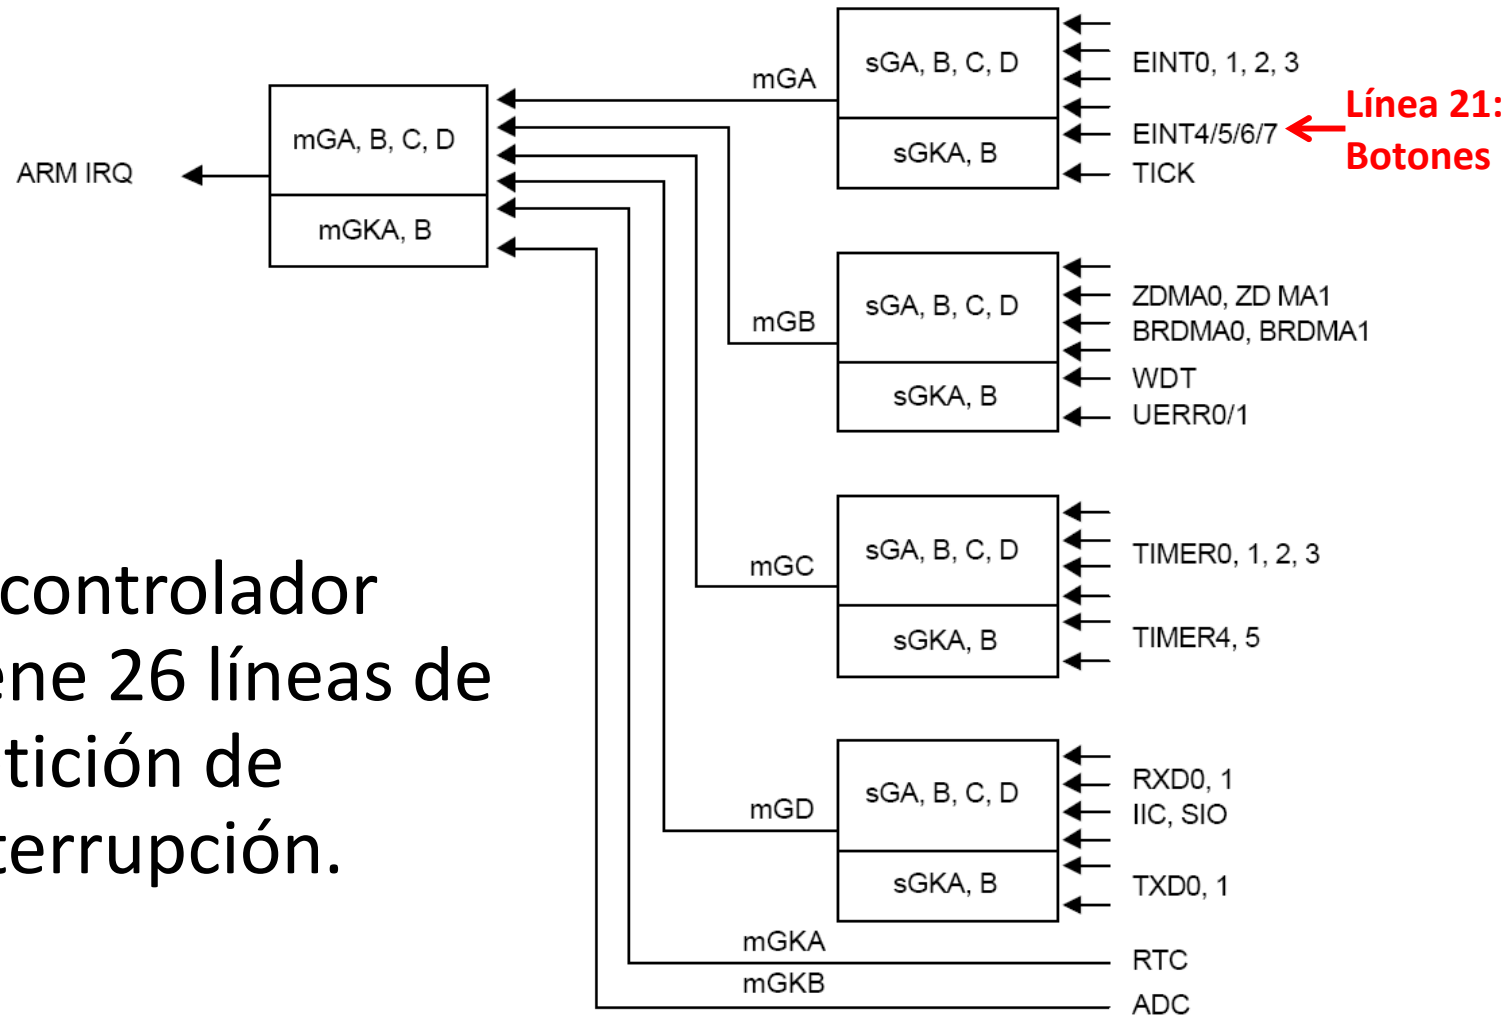 sGA, B, C, D
sGKA, B
mGA
EINT0, 1, 2, 3
EINT4/5/6/7
TICK
Línea 21:
Botones
mGA, B, C, D
mGKA, B
ARM IRQ
sGA, B, C, D
sGKA, B
mGB
ZDMA0, ZD MA1
BRDMA0, BRDMA1
WDT
UERR0/1
sGA, B, C, D
sGKA, B
mGC
TIMER0, 1, 2, 3
TIMER4, 5
controlador
ene 26 líneas de
tición de
terrupción.
sGA, B, C, D
sGKA, B
mGD
RXD0, 1
IIC, SIO
TXD0, 1
mGKA
RTC
mGKB
ADC